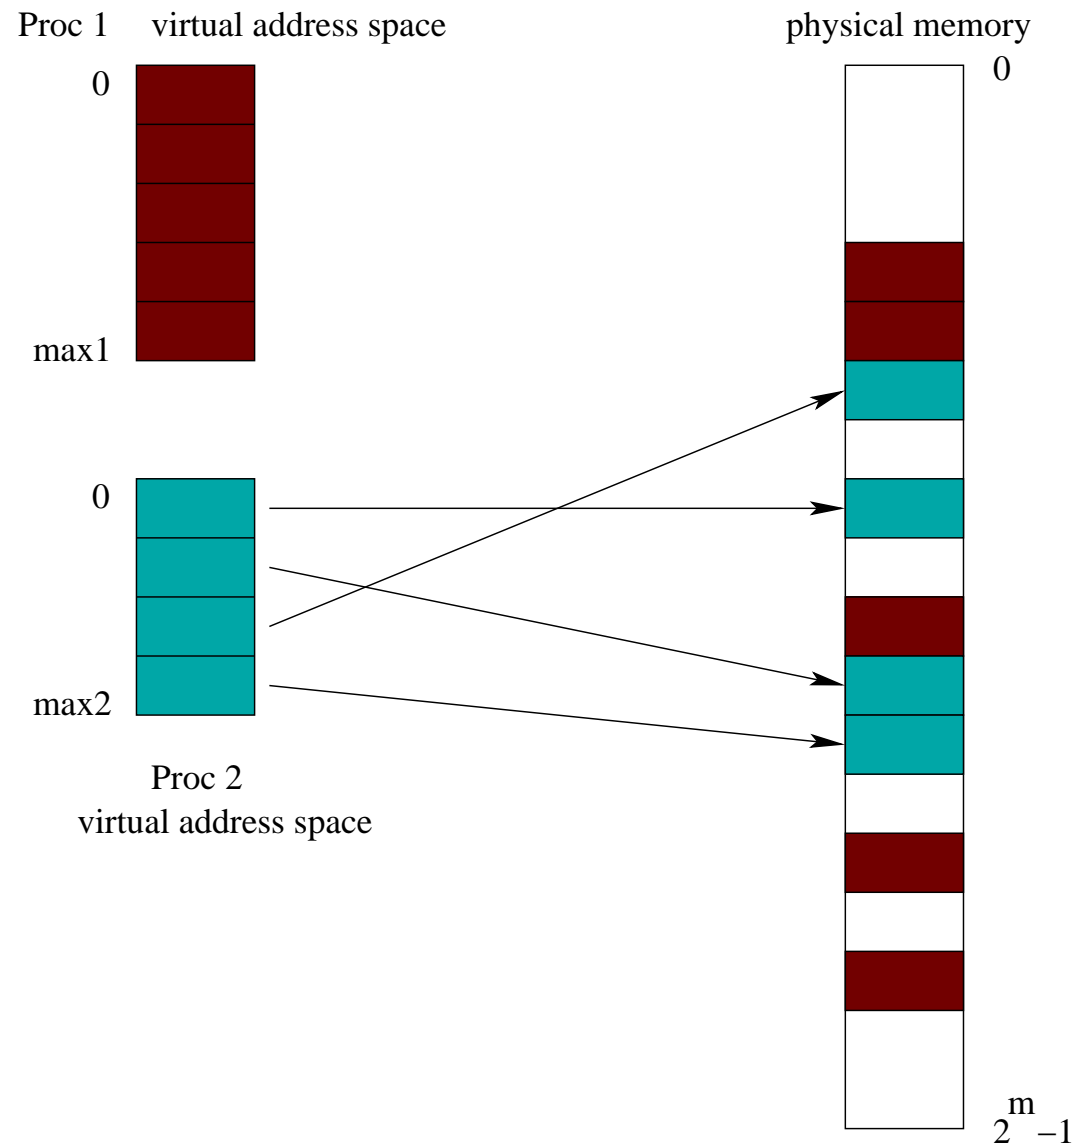 Proc 1 virtual address space
physical memory
0
0
max1
0
max2
Proc 2
virtual address space
m
2 −1